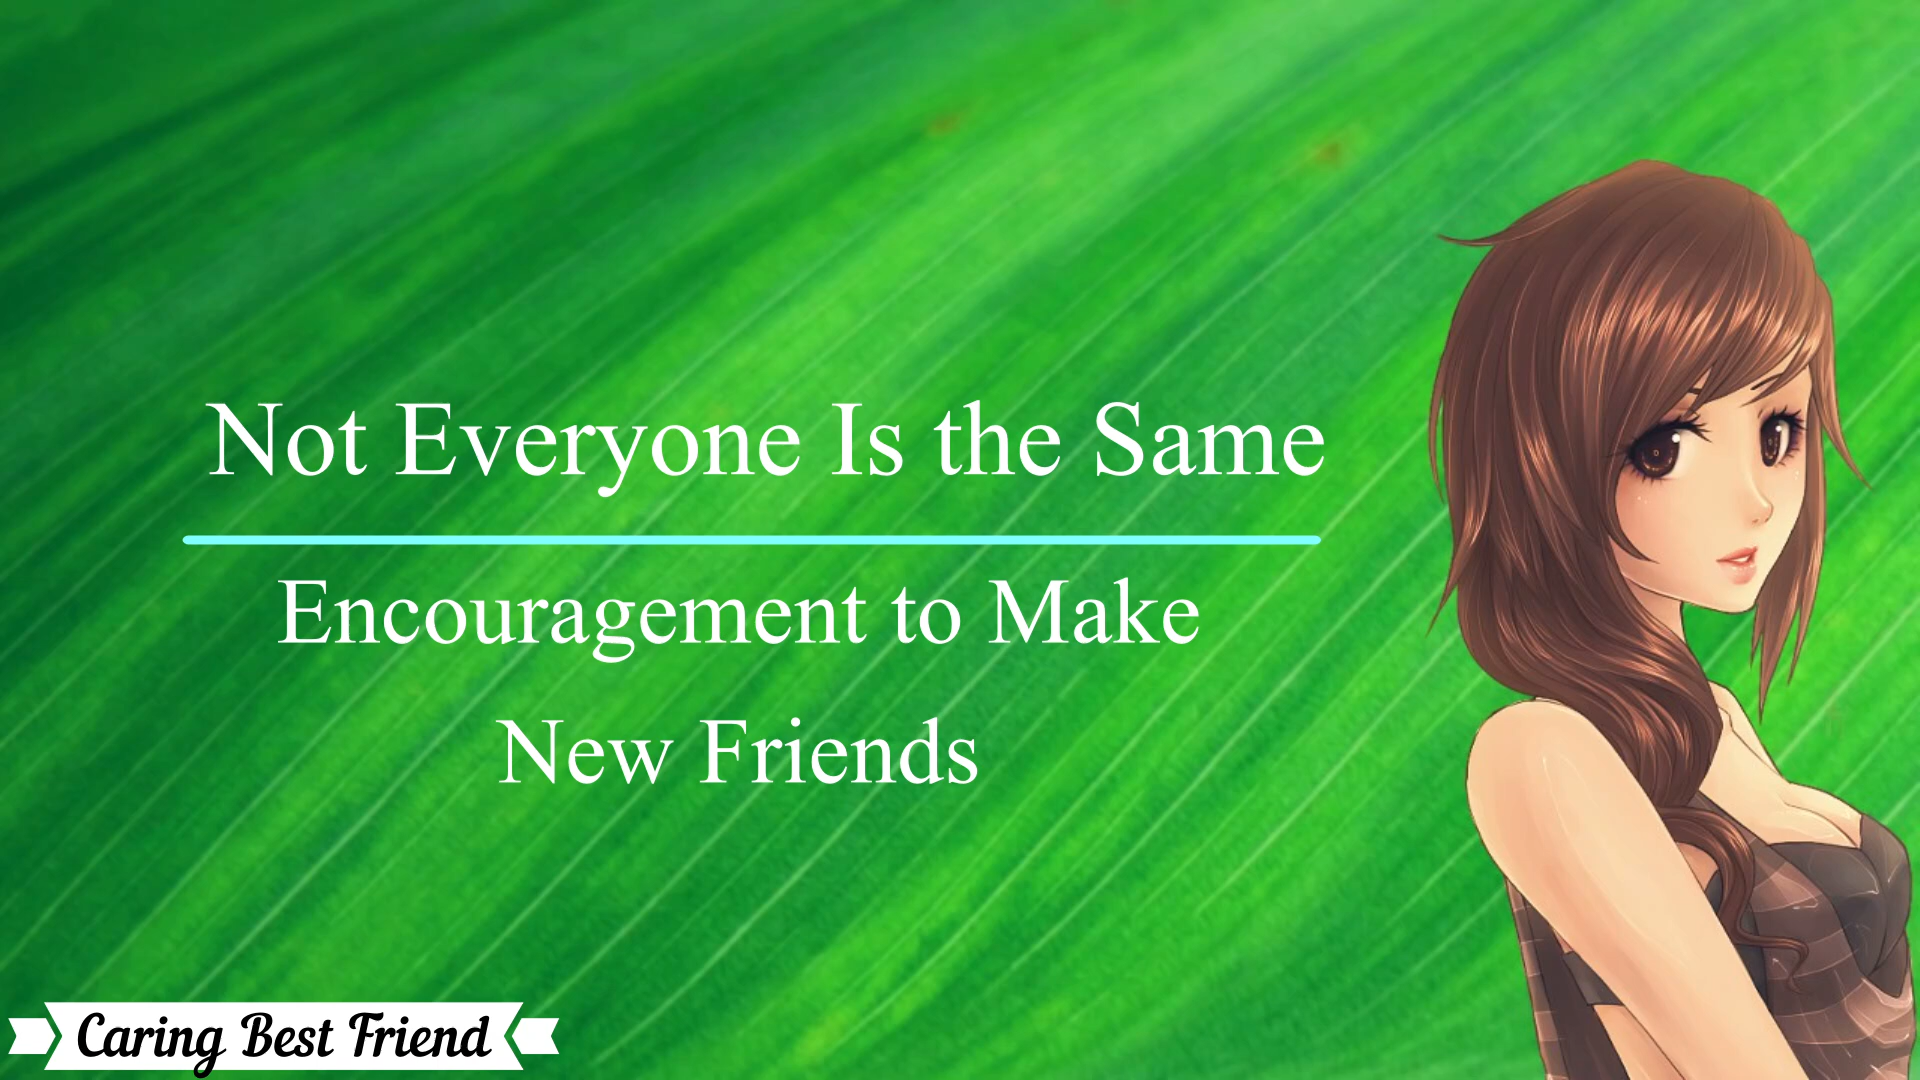 Not Everyone Is the Same
Encouragement to Make
New Friends
Caring Best Friend